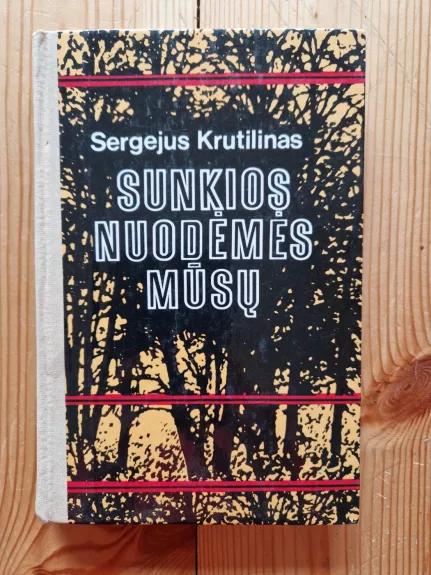 Sergejus Krutilinas
SUNKIOS
NUODĖMĖS
MŪSŲ